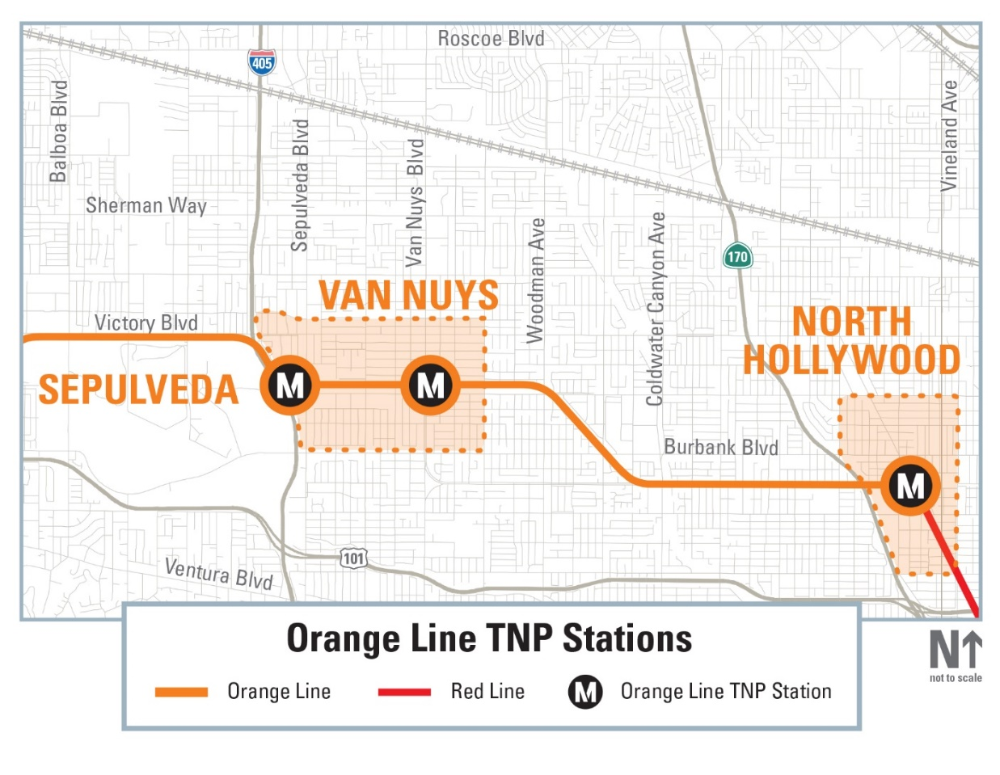 Roscoe Blvd
405
Balboa Blvd
Sepulveda Blvd
Van Nuys Blvd
Vineland Ave
Sherman Way
Woodman Ave
Coldwater Canyon Ave
170
VAN NUYS
Victory Blvd
NORTH
HOLLYWOOD
SEPULVEDA
M
M
Burbank Blvd
M
101
Ventura Blvd
Orange Line TNP Stations
Orange Line
Red Line
M
Orange Line TNP Station
N
not to scale